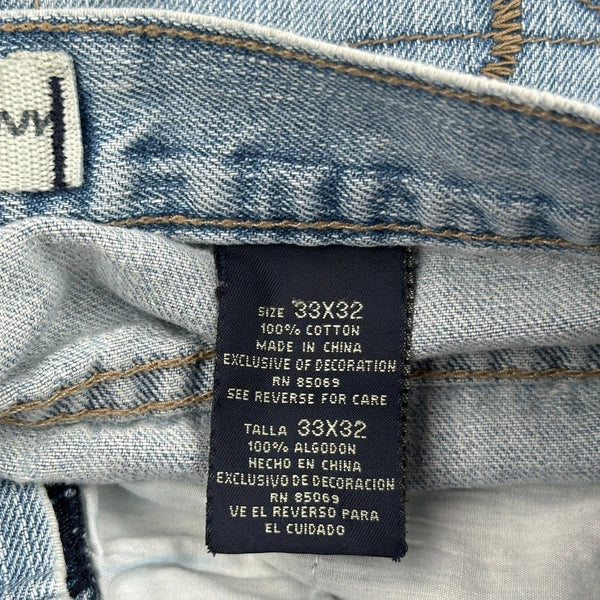 SIZE 33X32
100% COTTON
MADE IN CHINA
EXCLUSIVE OF DECORATION
RN 85069
SEE REVERSE FOR CARE
TALLA 33X32
100% ALGODON
HECHO EN CHINA
EXCLUSIVO DE DECORACION
RN 85069
VE EL REVERSO PARA
EL CUIDADO